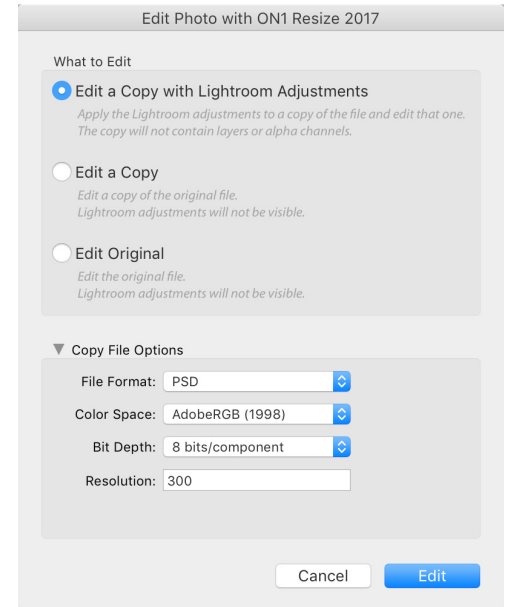 Edit Photo with ON1 Resize 2017
What to Edit
Edit a Copy with Lightroom Adjustments
Apply the Lightroom adjustments to a copy of the file and edit that one.
The copy will not contain layers or alpha channels.
Edit a Copy
Edit a copy of the original file.
Lightroom adjustments will not be visible.
Edit Original
Edit the original file.
Lightroom adjustments will not be visible.
Copy File Options
File Format: PSD
Color Space: AdobeRGB (1998)
Bit Depth: 8 bits/component
Resolution: 300
Cancel Edit